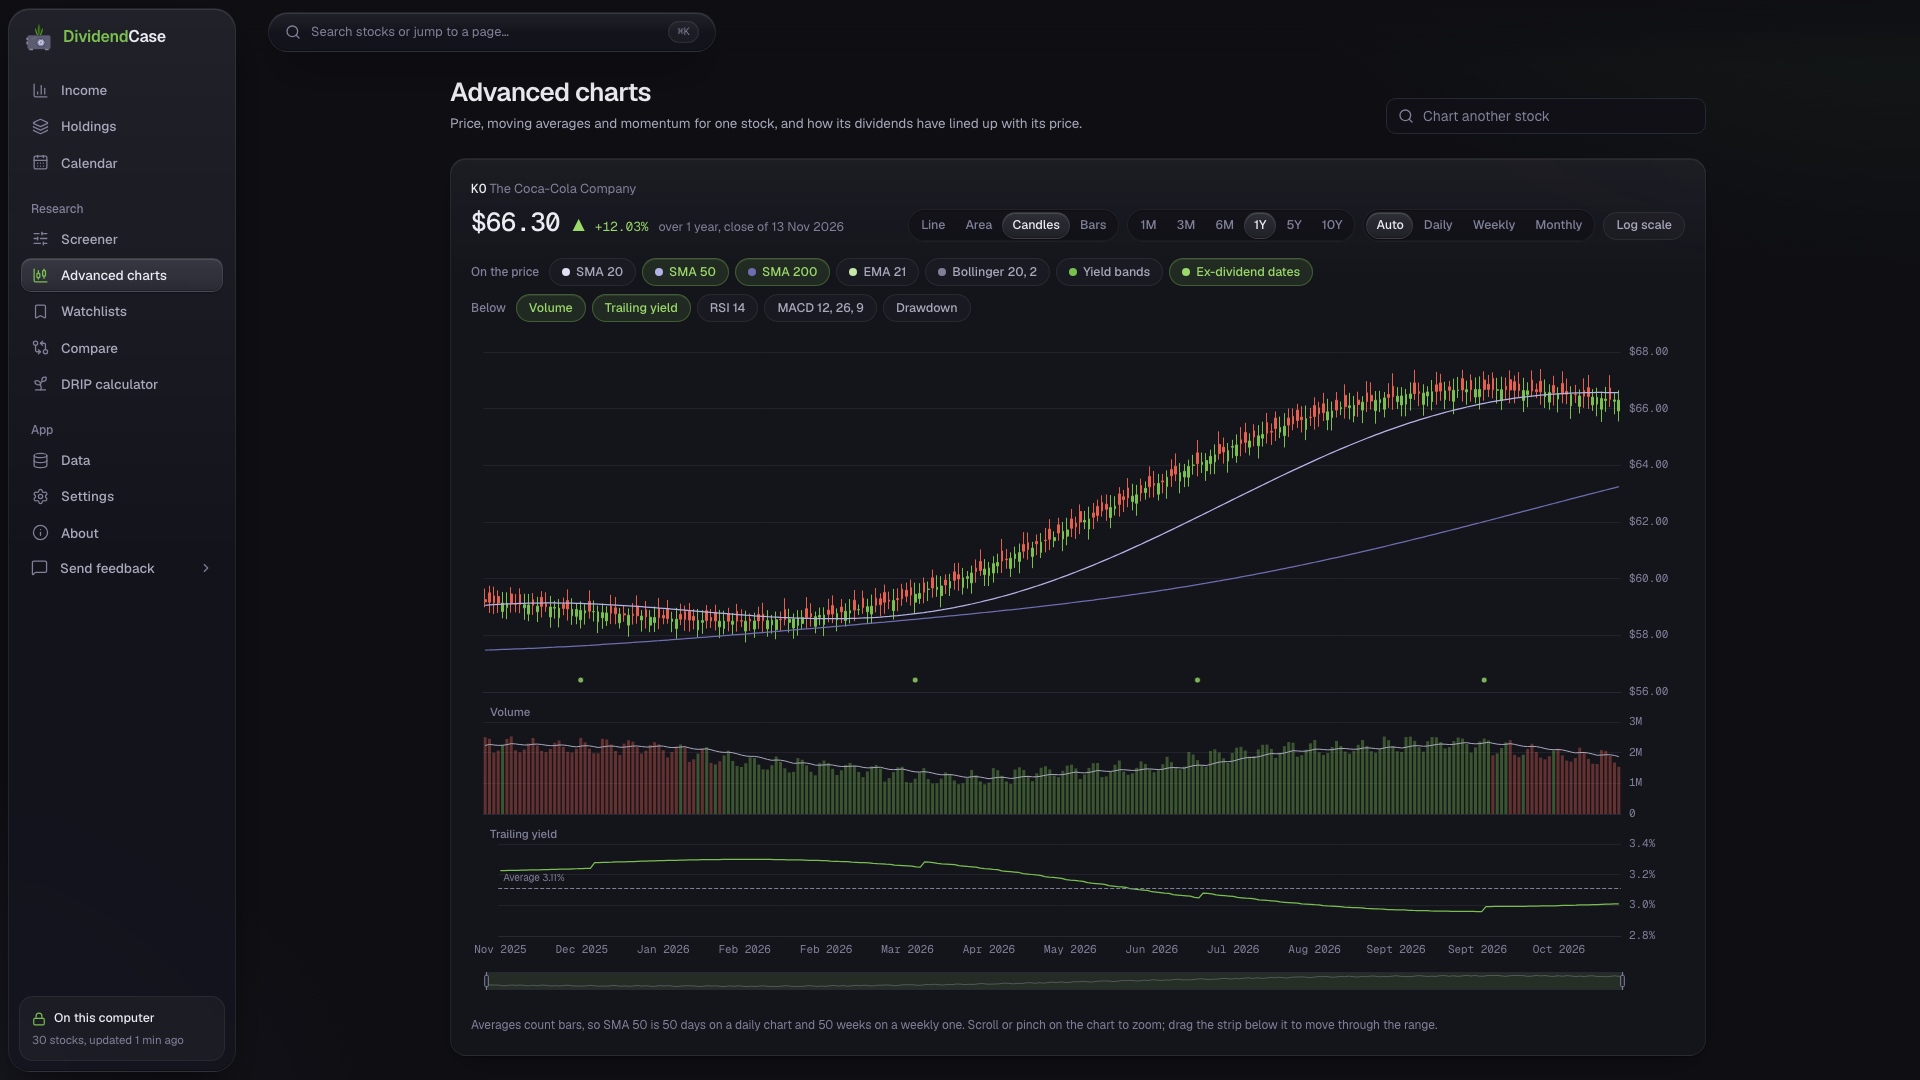 DividendCase
Search stocks or jump to a page...
⌘K
Income
Holdings
Calendar
Research
Screener
Advanced charts
Watchlists
Compare
DRIP calculator
App
Data
Settings
About
Send feedback
On this computer
30 stocks, updated 1 min ago
Advanced charts
Price, moving averages and momentum for one stock, and how its dividends have lined up with its price.
Chart another stock
KO The Coca-Cola Company
$66.30 ▲ +12.03% over 1 year, close of 13 Nov 2026
Line Area Candles Bars
1M 3M 6M 1Y 5Y 10Y
Auto Daily Weekly Monthly
Log scale
On the price SMA 20 SMA 50 SMA 200 EMA 21 Bollinger 20, 2 Yield bands Ex-dividend dates
Below Volume Trailing yield RSI 14 MACD 12, 26, 9 Drawdown
$68.00
$66.00
$64.00
$62.00
$60.00
$58.00
$56.00
Volume
3M
2M
1M
0
Trailing yield
3.4%
3.2%
3.0%
2.8%
Average 3.11%
Nov 2025 Dec 2025 Jan 2026 Feb 2026 Feb 2026 Mar 2026 Apr 2026 May 2026 Jun 2026 Jul 2026 Aug 2026 Sept 2026 Sept 2026 Oct 2026
Averages count bars, so SMA 50 is 50 days on a daily chart and 50 weeks on a weekly one. Scroll or pinch on the chart to zoom; drag the strip below it to move through the range.